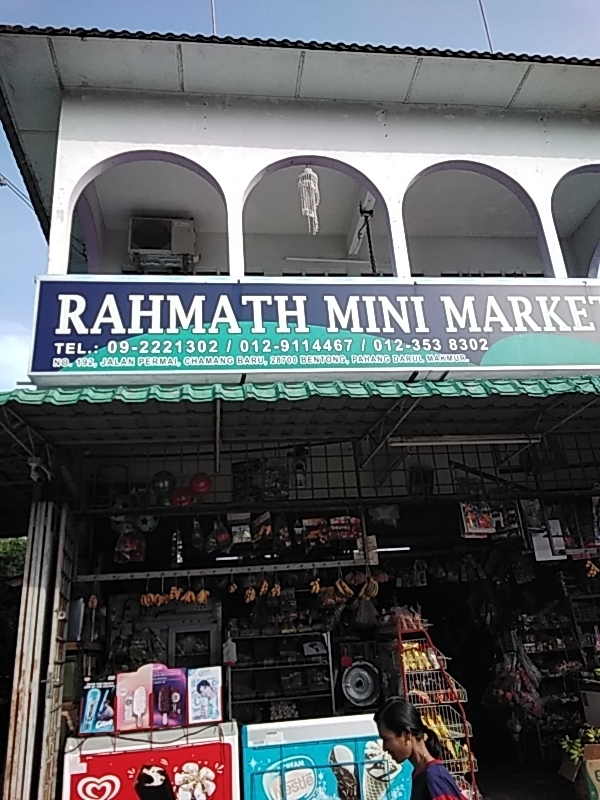 RAHMATH MINI MARKET
TEL.: 09-2221302 / 012-9114467 / 012-353 8302
NO. 192, JALAN PERMAI, CHAMANG BARU, 28700 BENTONG, PAHANG DARUL MAKMUR.
Nestle